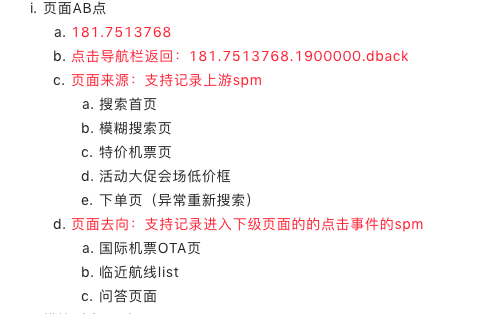 i. 页面AB点
a. 181.7513768
b. 点击导航栏返回：181.7513768.1900000.dback
c. 页面来源：支持记录上游spm
a. 搜索首页
b. 模糊搜索页
c. 特价机票页
d. 活动大促会场低价框
e. 下单页（异常重新搜索）
d. 页面去向：支持记录进入下级页面的的点击事件的spm
a. 国际机票OTA页
b. 临近航线list
c. 问答页面